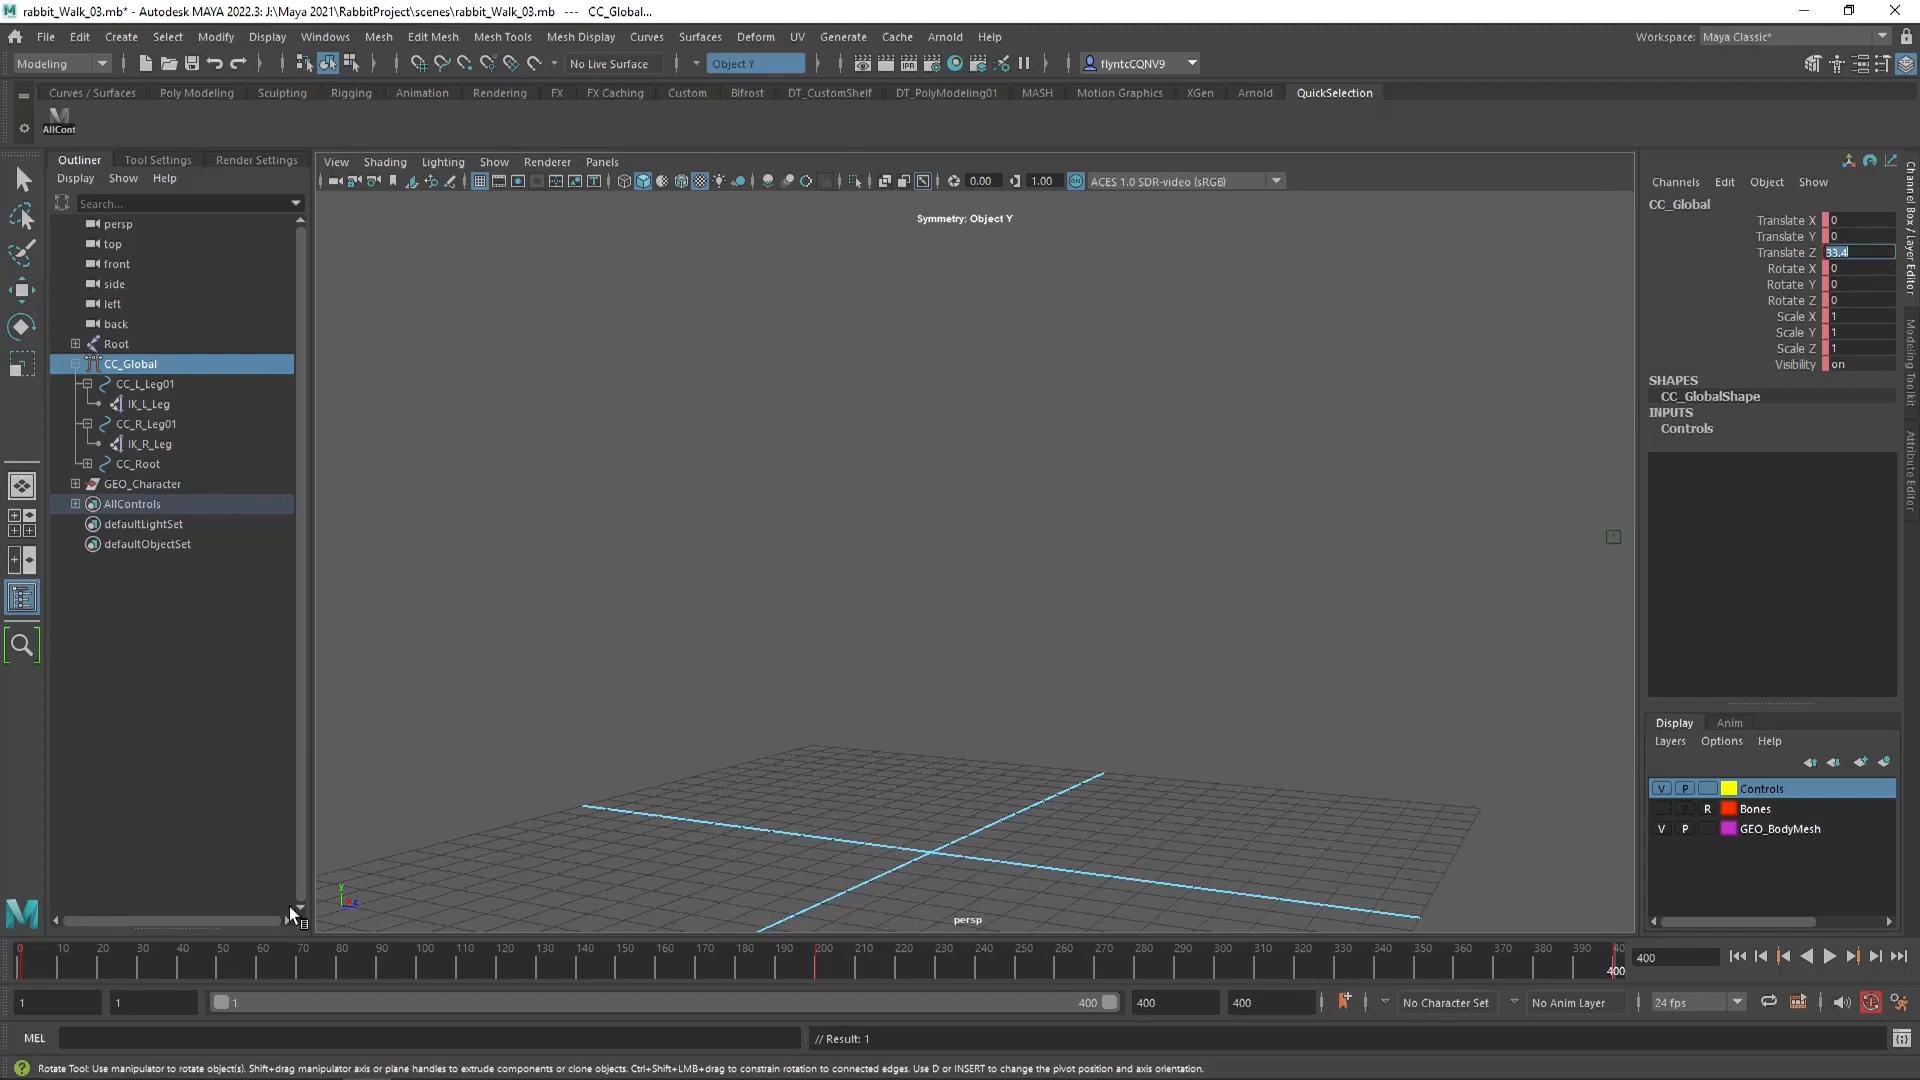 rabbit_Walk_03.mb* - Autodesk MAYA 2022.3: J:\Maya 2021\RabbitProject\scenes\rabbit_Walk_03.mb --- CC_Global...
File Edit Create Select Modify Display Windows Mesh Edit Mesh Mesh Tools Mesh Display Curves Surfaces Deform UV Generate Cache Arnold Help
Workspace: Maya Classic*
Modeling No Live Surface Object Y flyntcCQNV9
Curves / Surfaces Poly Modeling Sculpting Rigging Animation Rendering FX FX Caching Custom Bifrost DT_CustomShelf DT_PolyModeling01 MASH Motion Graphics XGen Arnold QuickSelection
AllCont
Outliner Tool Settings Render Settings
Display Show Help
Search...
persp
top
front
side
left
back
Root
CC_Global
CC_L_Leg01
IK_L_Leg
CC_R_Leg01
IK_R_Leg
CC_Root
GEO_Character
AllControls
defaultLightSet
defaultObjectSet
View Shading Lighting Show Renderer Panels
0.00 1.00 ACES 1.0 SDR-video (sRGB)
Symmetry: Object Y
y
z
persp
Channels Edit Object Show
CC_Global
Translate X 0
Translate Y 0
Translate Z 33.4
Rotate X 0
Rotate Y 0
Rotate Z 0
Scale X 1
Scale Y 1
Scale Z 1
Visibility on
SHAPES
CC_GlobalShape
INPUTS
Controls
Channel Box / Layer Editor
Modeling Toolkit
Attribute Editor
Display Anim
Layers Options Help
V P Controls
R Bones
V P GEO_BodyMesh
0 10 20 30 40 50 60 70 80 90 100 110 120 130 140 150 160 170 180 190 200 210 220 230 240 250 260 270 280 290 300 310 320 330 340 350 360 370 380 390 40
400
400
1 1 1 400 400 400 No Character Set No Anim Layer 24 fps
MEL // Result: 1
Rotate Tool: Use manipulator to rotate object(s). Shift+drag manipulator axis or plane handles to extrude components or clone objects. Ctrl+Shift+LMB+drag to constrain rotation to connected edges. Use D or INSERT to change the pivot position and axis orientation.